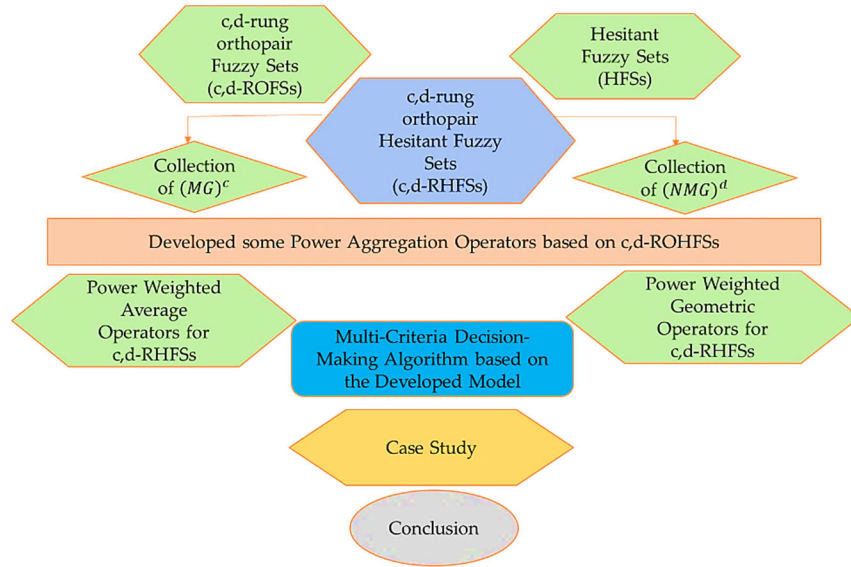 c,d-rung
orthopair
Fuzzy Sets
(c,d-ROFSs)
Hesitant
Fuzzy Sets
(HFSs)
c,d-rung
orthopair
Hesitant Fuzzy
Sets
(c,d-RHFSs)
Collection
of (MG)ᶜ
Collection
of (NMG)ᵈ
Developed some Power Aggregation Operators based on c,d-ROHFSs
Power Weighted
Average
Operators for
c,d-RHFSs
Power Weighted
Geometric
Operators for
c,d-RHFSs
Multi-Criteria Decision-
Making Algorithm based on
the Developed Model
Case Study
Conclusion